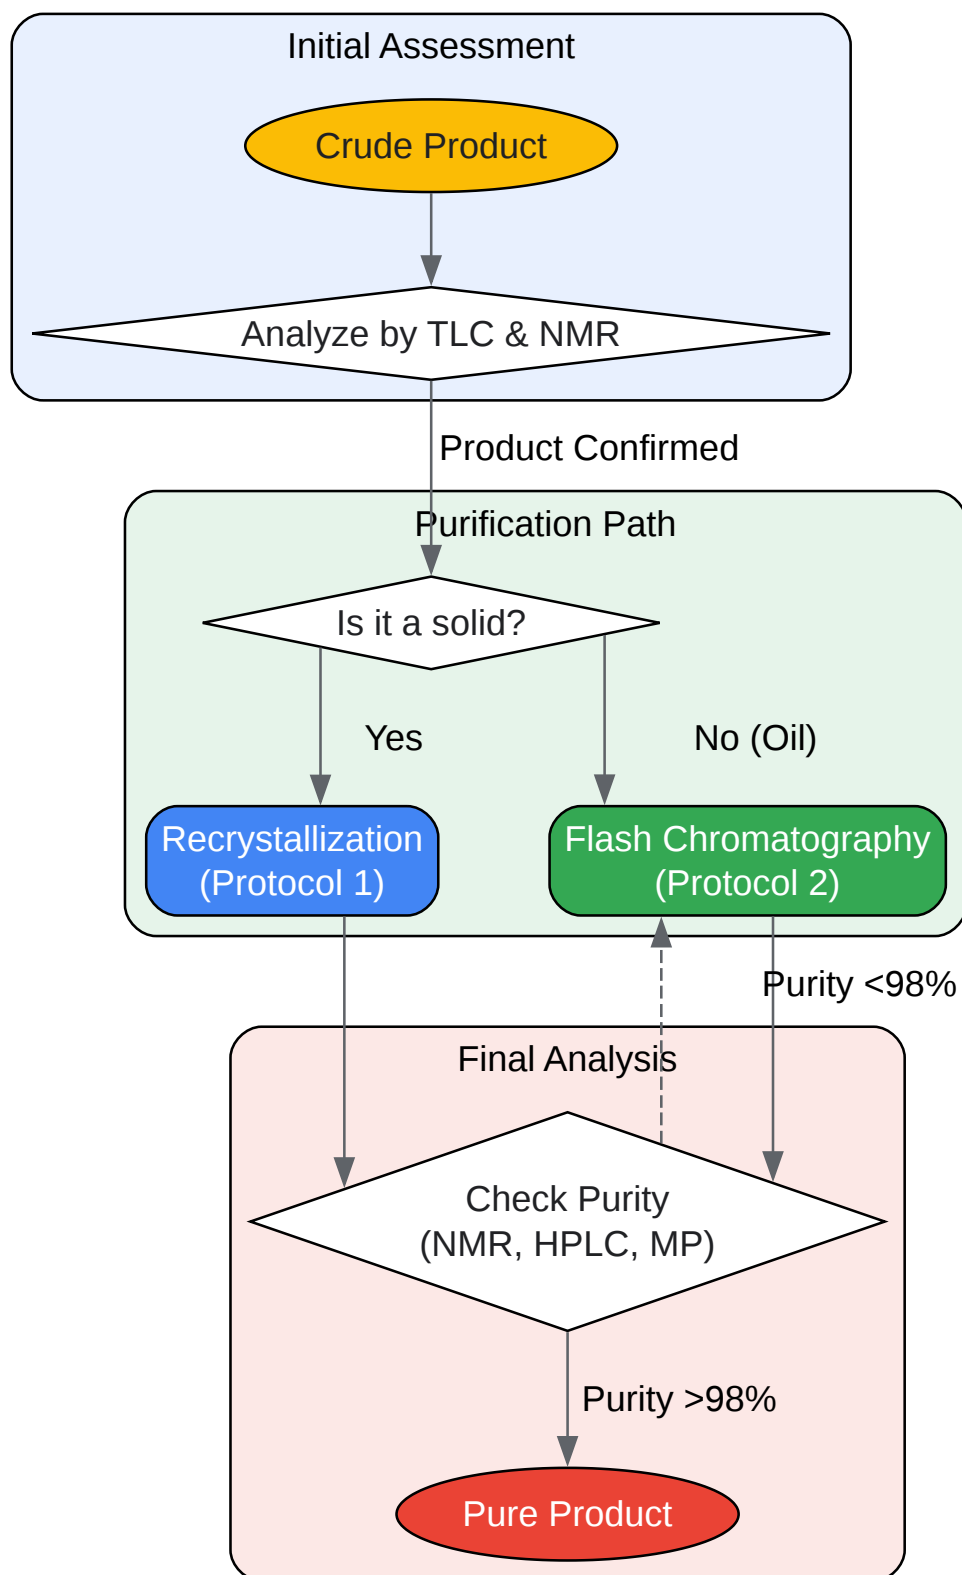 Initial Assessment
Crude Product
Analyze by TLC & NMR
Product Confirmed
Purification Path
Is it a solid?
Yes
No (Oil)
Recrystallization
(Protocol 1)
Flash Chromatography
(Protocol 2)
Purity <98%
Final Analysis
Check Purity
(NMR, HPLC, MP)
Purity >98%
Pure Product